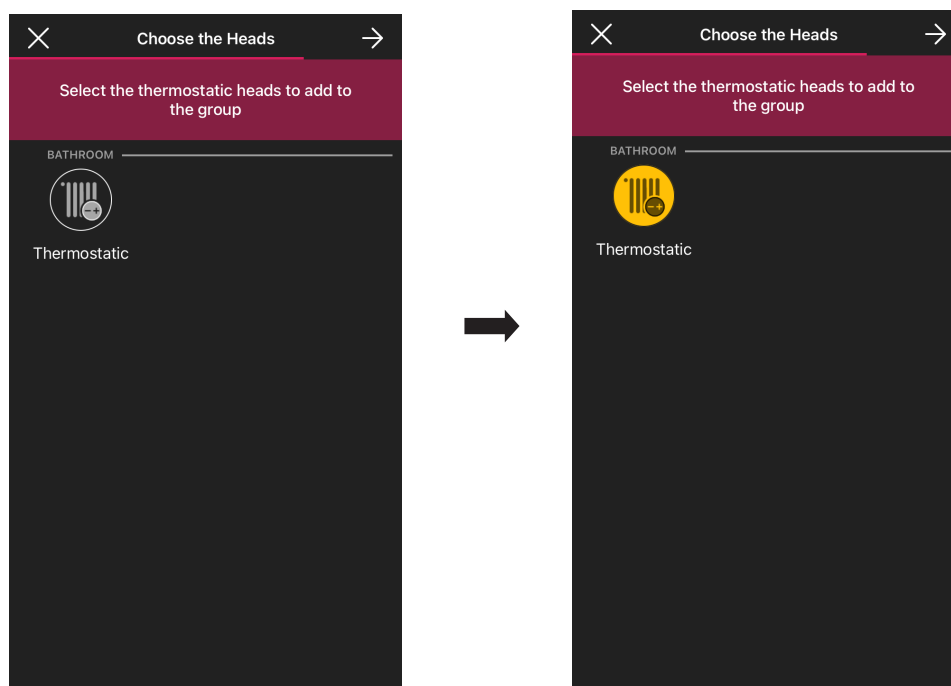 Choose the Heads
Select the thermostatic heads to add to
the group
BATHROOM
Thermostatic
Choose the Heads
Select the thermostatic heads to add to
the group
BATHROOM
Thermostatic